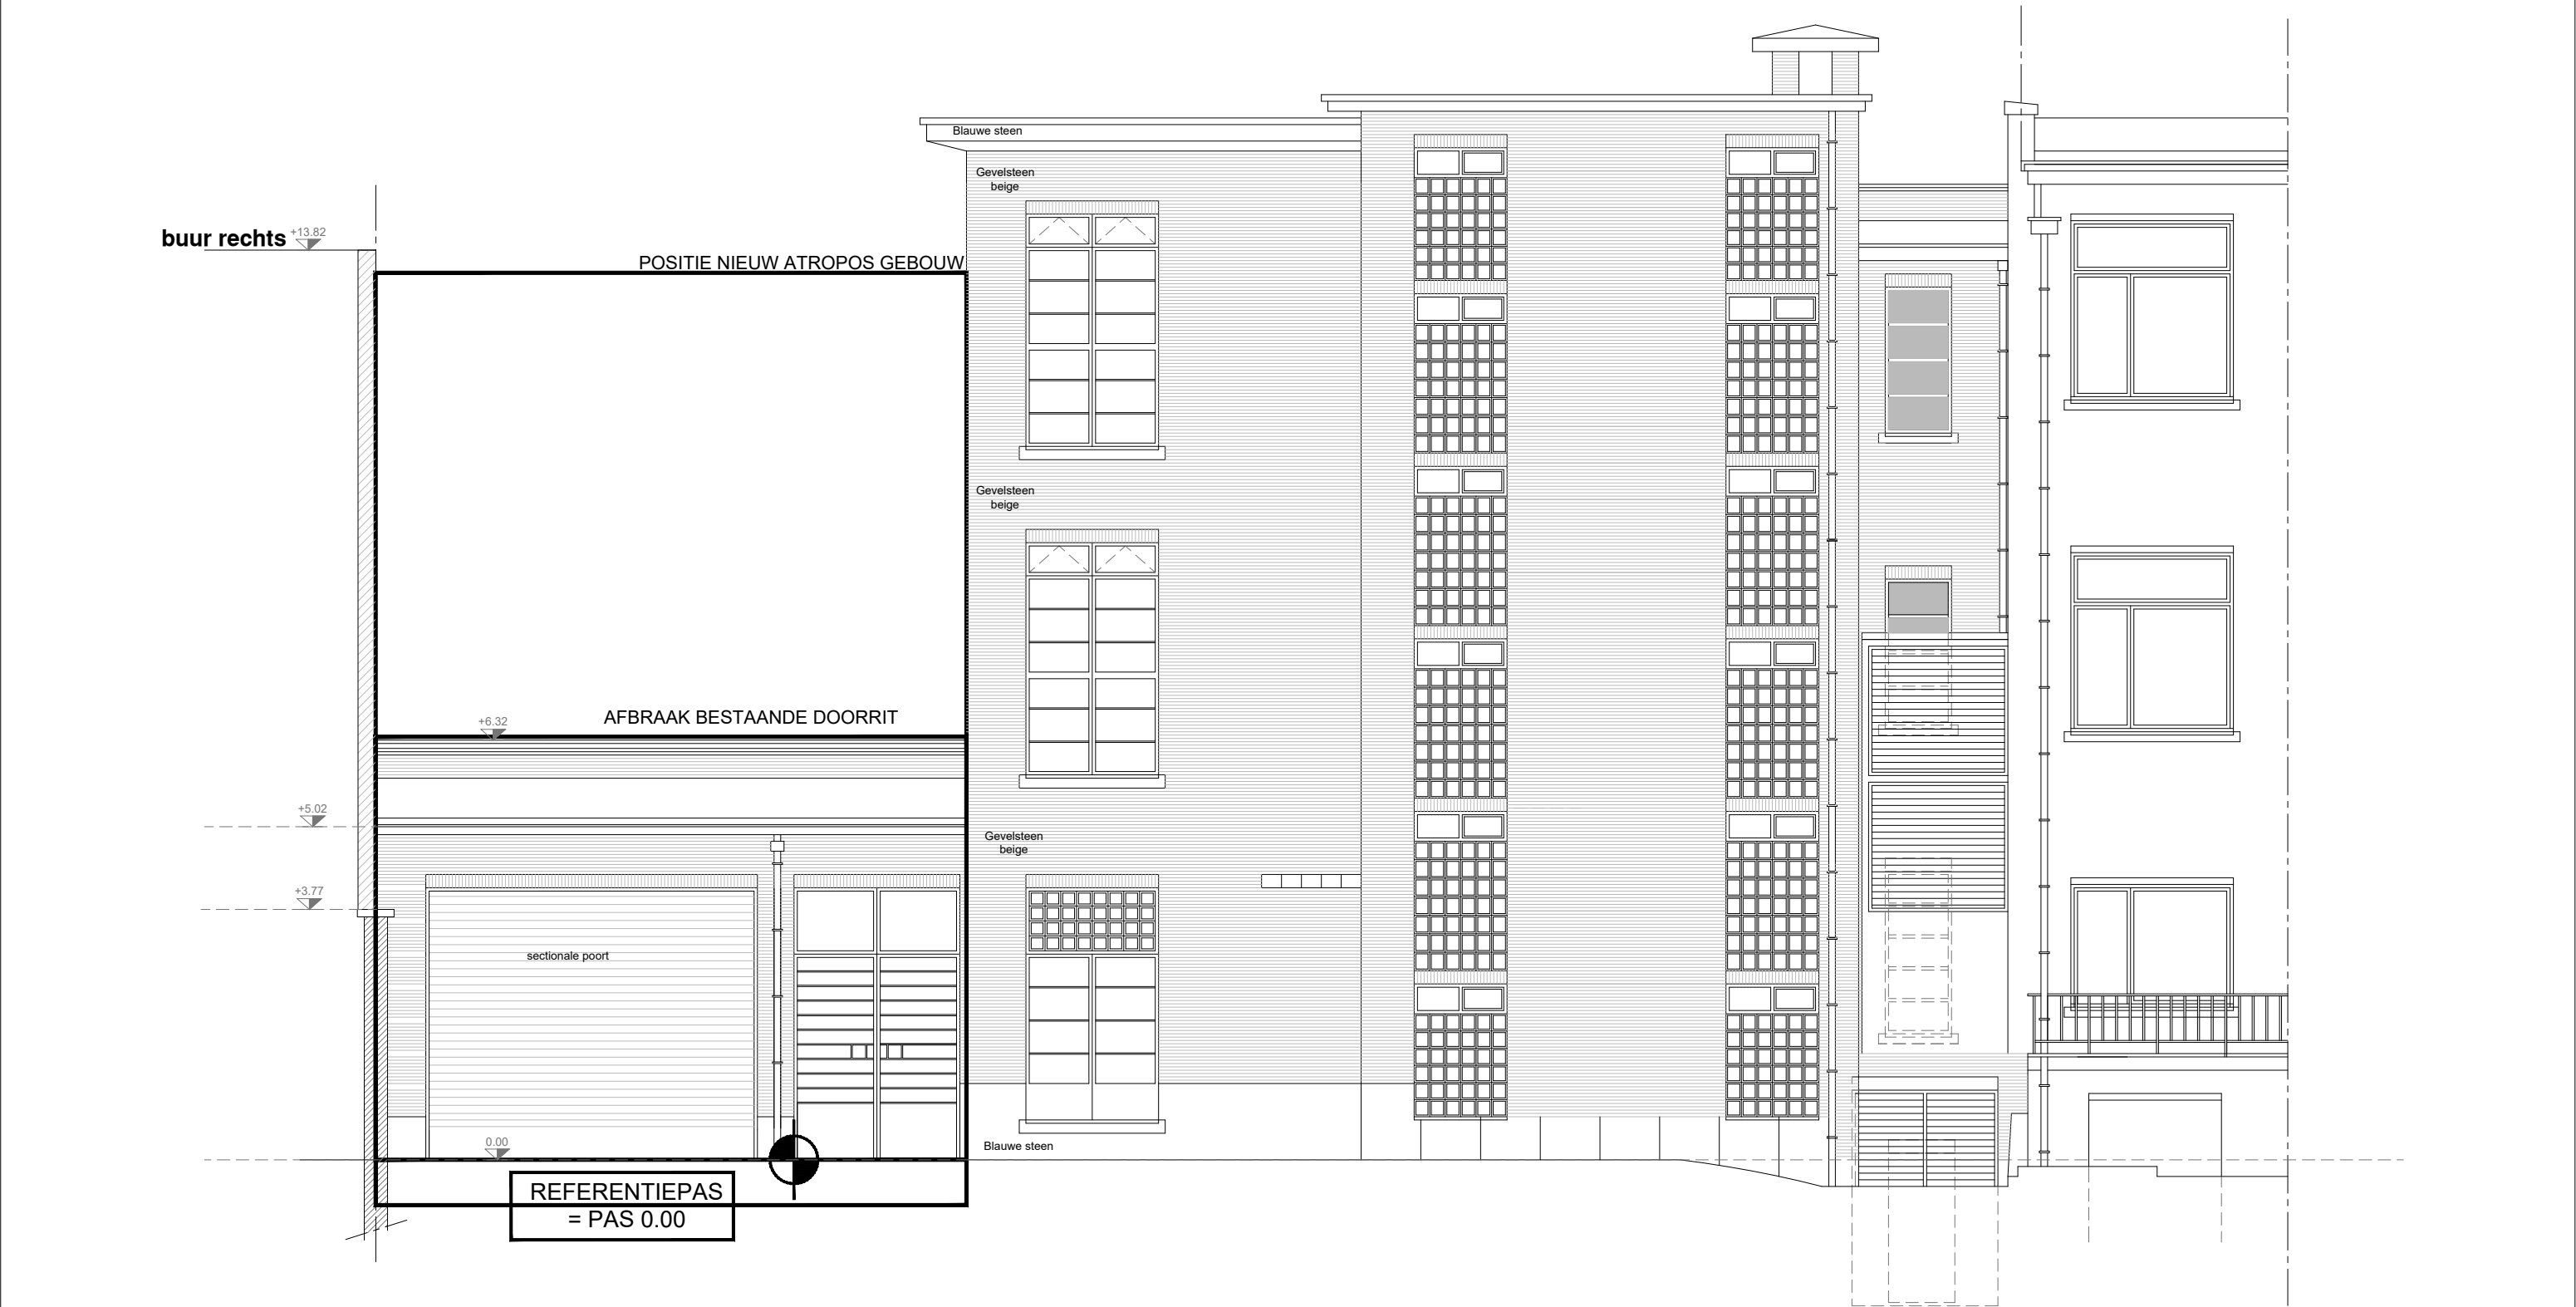 Blauwe steen
Gevelsteen
beige
buur rechts
+13.82
POSITIE NIEUW ATROPOS GEBOUW
Gevelsteen
beige
+6.32
AFBRAAK BESTAANDE DOORRIT
+5.02
Gevelsteen
beige
+3.77
sectionale poort
0.00
Blauwe steen
REFERENTIEPAS
= PAS 0.00